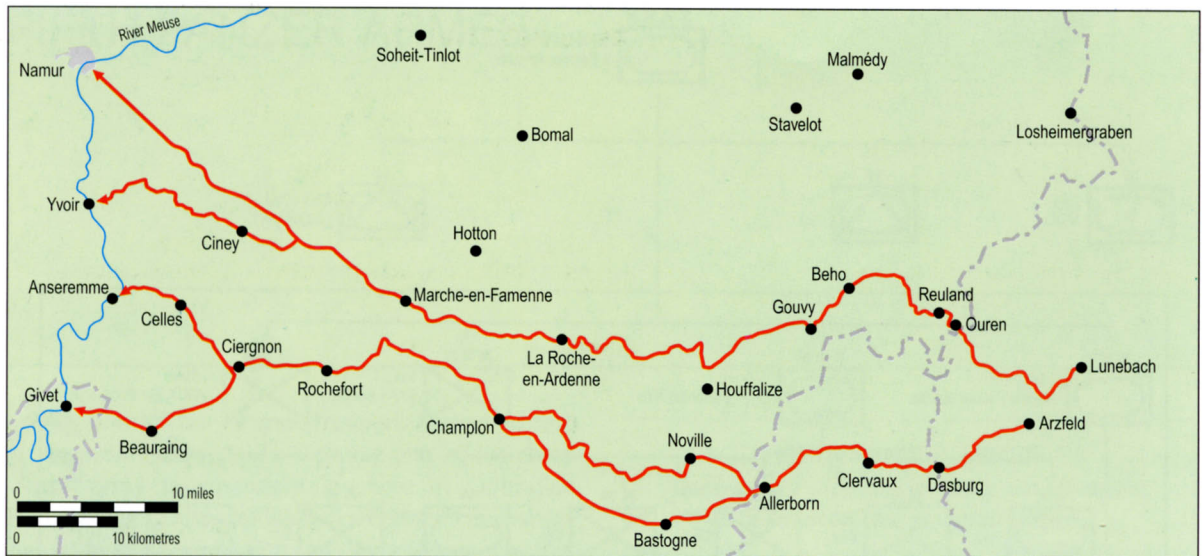 River Meuse
Soheit-Tinlot
Malmédy
Namur
Stavelot
Losheimergraben
Bomal
Yvoir
Ciney
Hotton
Beho
Anseremme
Marche-en-Famenne
Reuland
Celles
Gouvy
Ouren
Ciergnon
La Roche-
en-Ardenne
Lunebach
Rochefort
Houffalize
Givet
Champlon
Arzfeld
Beauraing
Noville
Clervaux
Dasburg
Allerborn
Bastogne
0 10 miles
0 10 kilometres